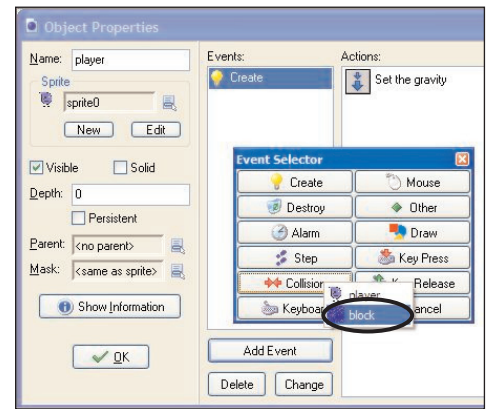 Object Properties
Name: player
Sprite
sprite0
New Edit
Visible Solid
Depth: 0
Persistent
Parent: <no parent>
Mask: <same as sprite>
Show Information
OK
Events:
Create
Add Event
Delete Change
Actions:
Set the gravity
Event Selector
Create Mouse
Destroy Other
Alarm Draw
Step Key Press
Collision Release
player
block